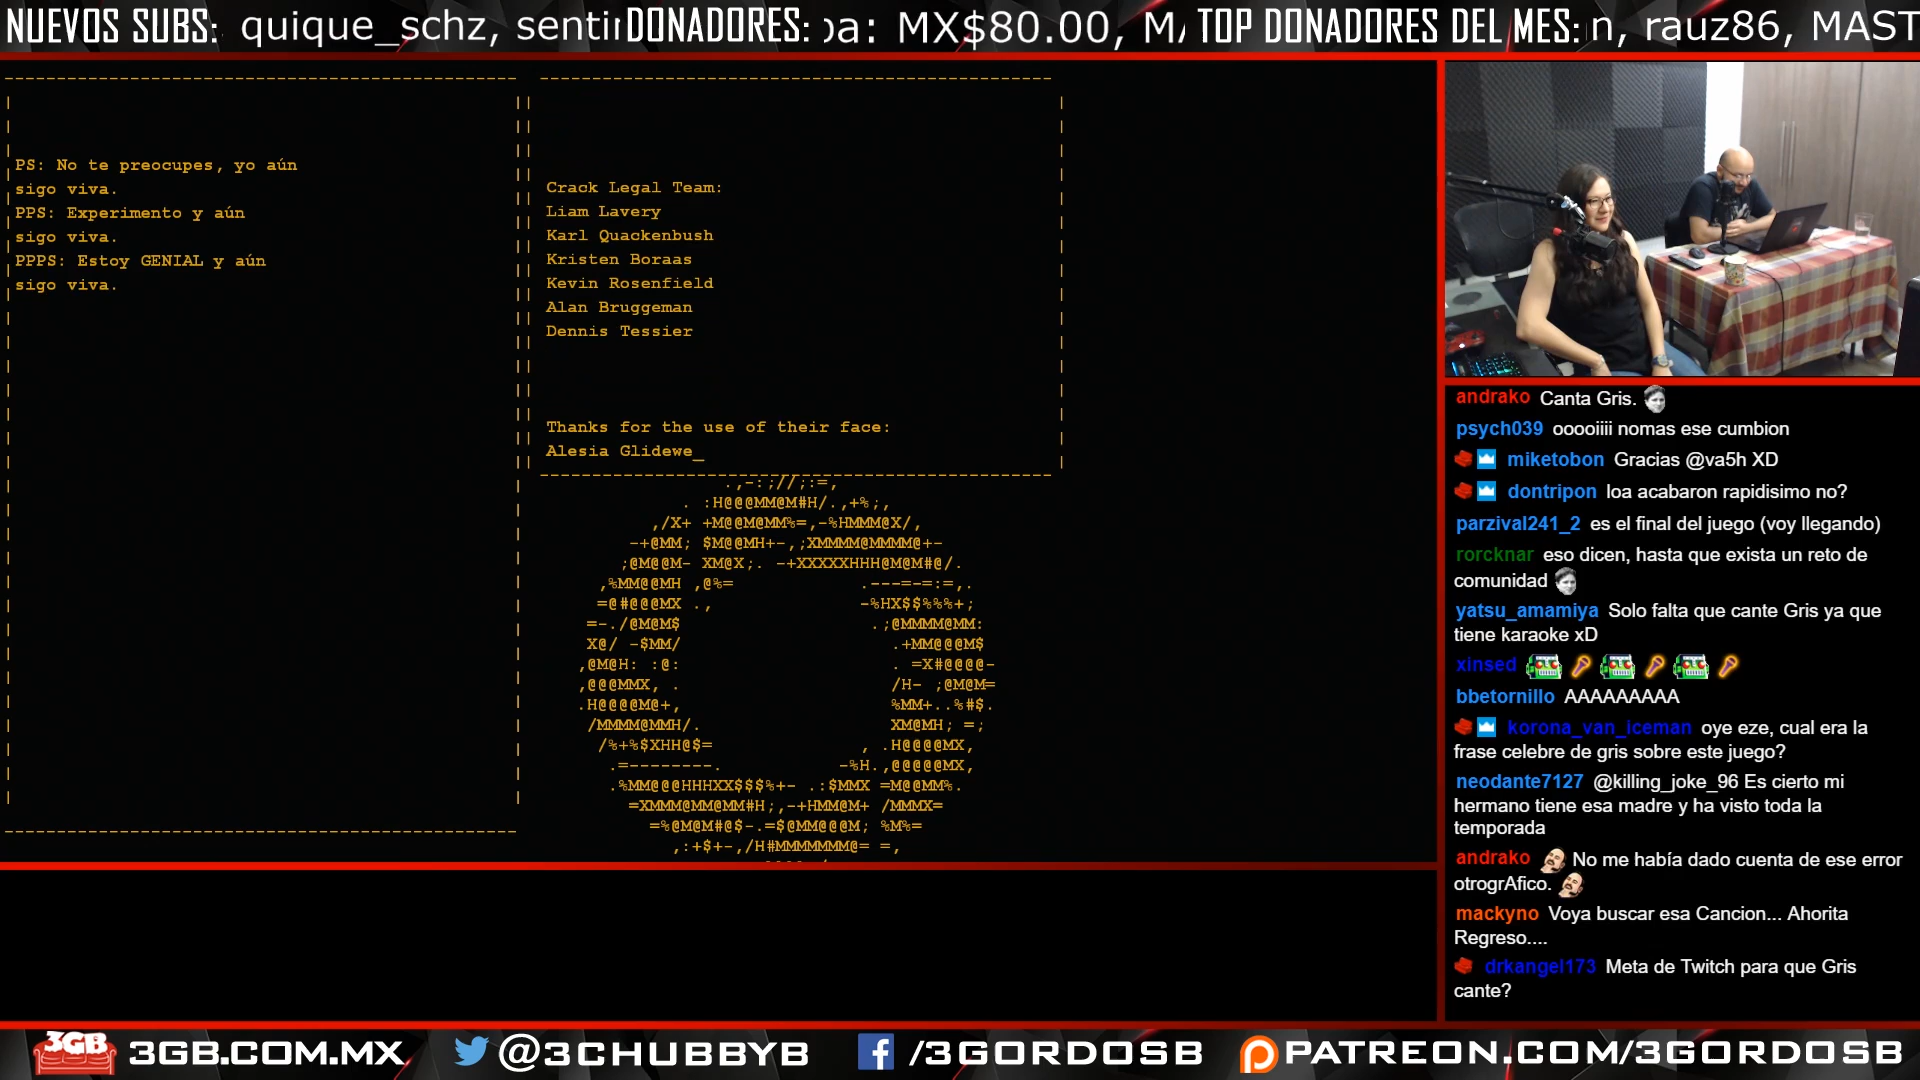 NUEVOS SUBS: quique_schz, sentin DONADORES: pa: MX$80.00, MA TOP DONADORES DEL MES: n, rauz86, MAST
PS: No te preocupes, yo aún
sigo viva.
PPS: Experimento y aún
sigo viva.
PPPS: Estoy GENIAL y aún
sigo viva.
Crack Legal Team:
Liam Lavery
Karl Quackenbush
Kristen Boraas
Kevin Rosenfield
Alan Bruggeman
Dennis Tessier
Thanks for the use of their face:
Alesia Glidewe_
andrako Canta Gris.
psych039 ooooiiii nomas ese cumbion
miketobon Gracias @va5h XD
dontripon loa acabaron rapidisimo no?
parzival241_2 es el final del juego (voy llegando)
rorcknar eso dicen, hasta que exista un reto de
comunidad
yatsu_amamiya Solo falta que cante Gris ya que
tiene karaoke xD
xinsed
bbetornillo AAAAAAAAA
korona_van_iceman oye eze, cual era la
frase celebre de gris sobre este juego?
neodante7127 @killing_joke_96 Es cierto mi
hermano tiene esa madre y ha visto toda la
temporada
andrako No me había dado cuenta de ese error
otrogrAfico.
mackyno Voya buscar esa Cancion... Ahorita
Regreso....
drkangel173 Meta de Twitch para que Gris
cante?
3GB 3GB.COM.MX @3CHUBBYB /3GORDOSB PATREON.COM/3GORDOSB